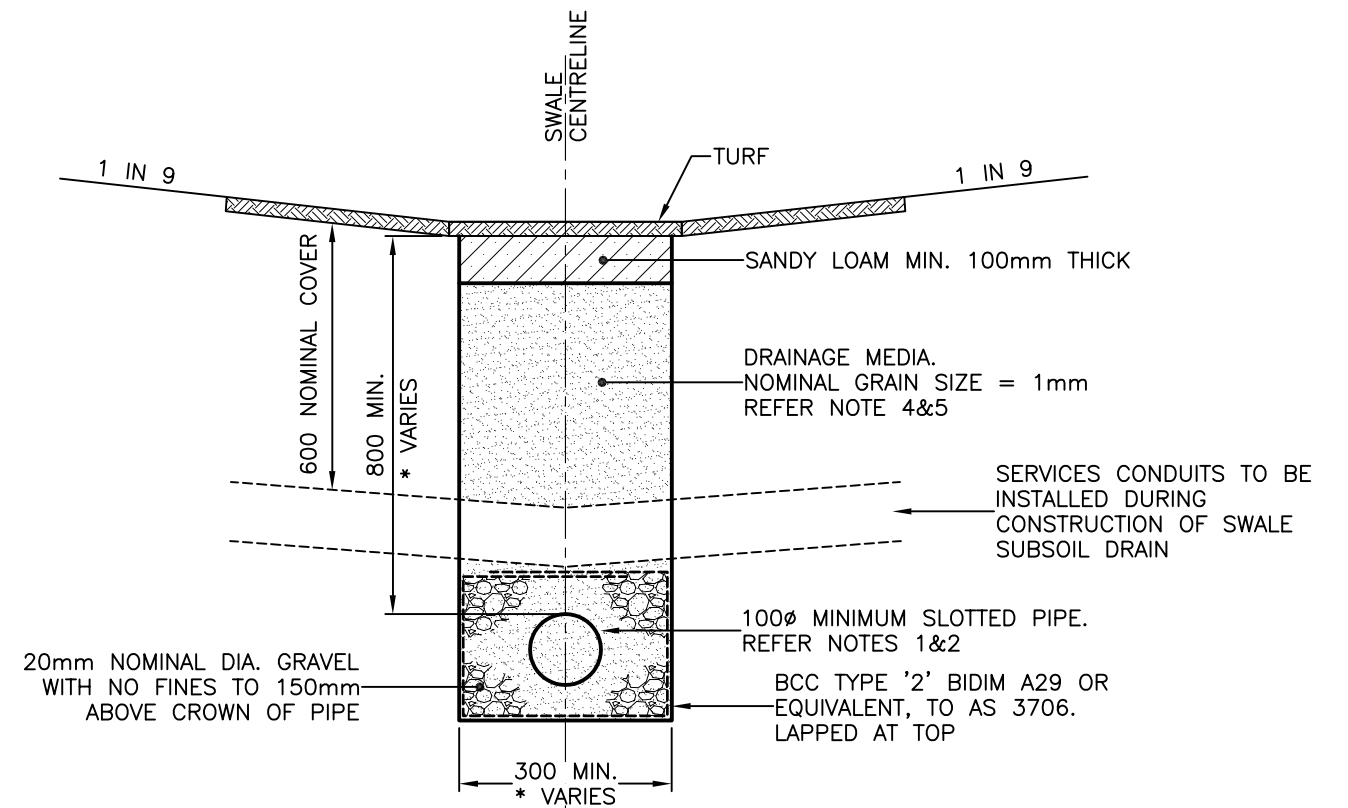 SWALE
CENTRELINE
1 IN 9
TURF
1 IN 9
600 NOMINAL COVER
800 MIN.
* VARIES
SANDY LOAM MIN. 100mm THICK
DRAINAGE MEDIA.
NOMINAL GRAIN SIZE = 1mm
REFER NOTE 4&5
SERVICES CONDUITS TO BE
INSTALLED DURING
CONSTRUCTION OF SWALE
SUBSOIL DRAIN
100ø MINIMUM SLOTTED PIPE.
REFER NOTES 1&2
20mm NOMINAL DIA. GRAVEL
WITH NO FINES TO 150mm
ABOVE CROWN OF PIPE
BCC TYPE '2' BIDIM A29 OR
EQUIVALENT, TO AS 3706.
LAPPED AT TOP
300 MIN.
* VARIES